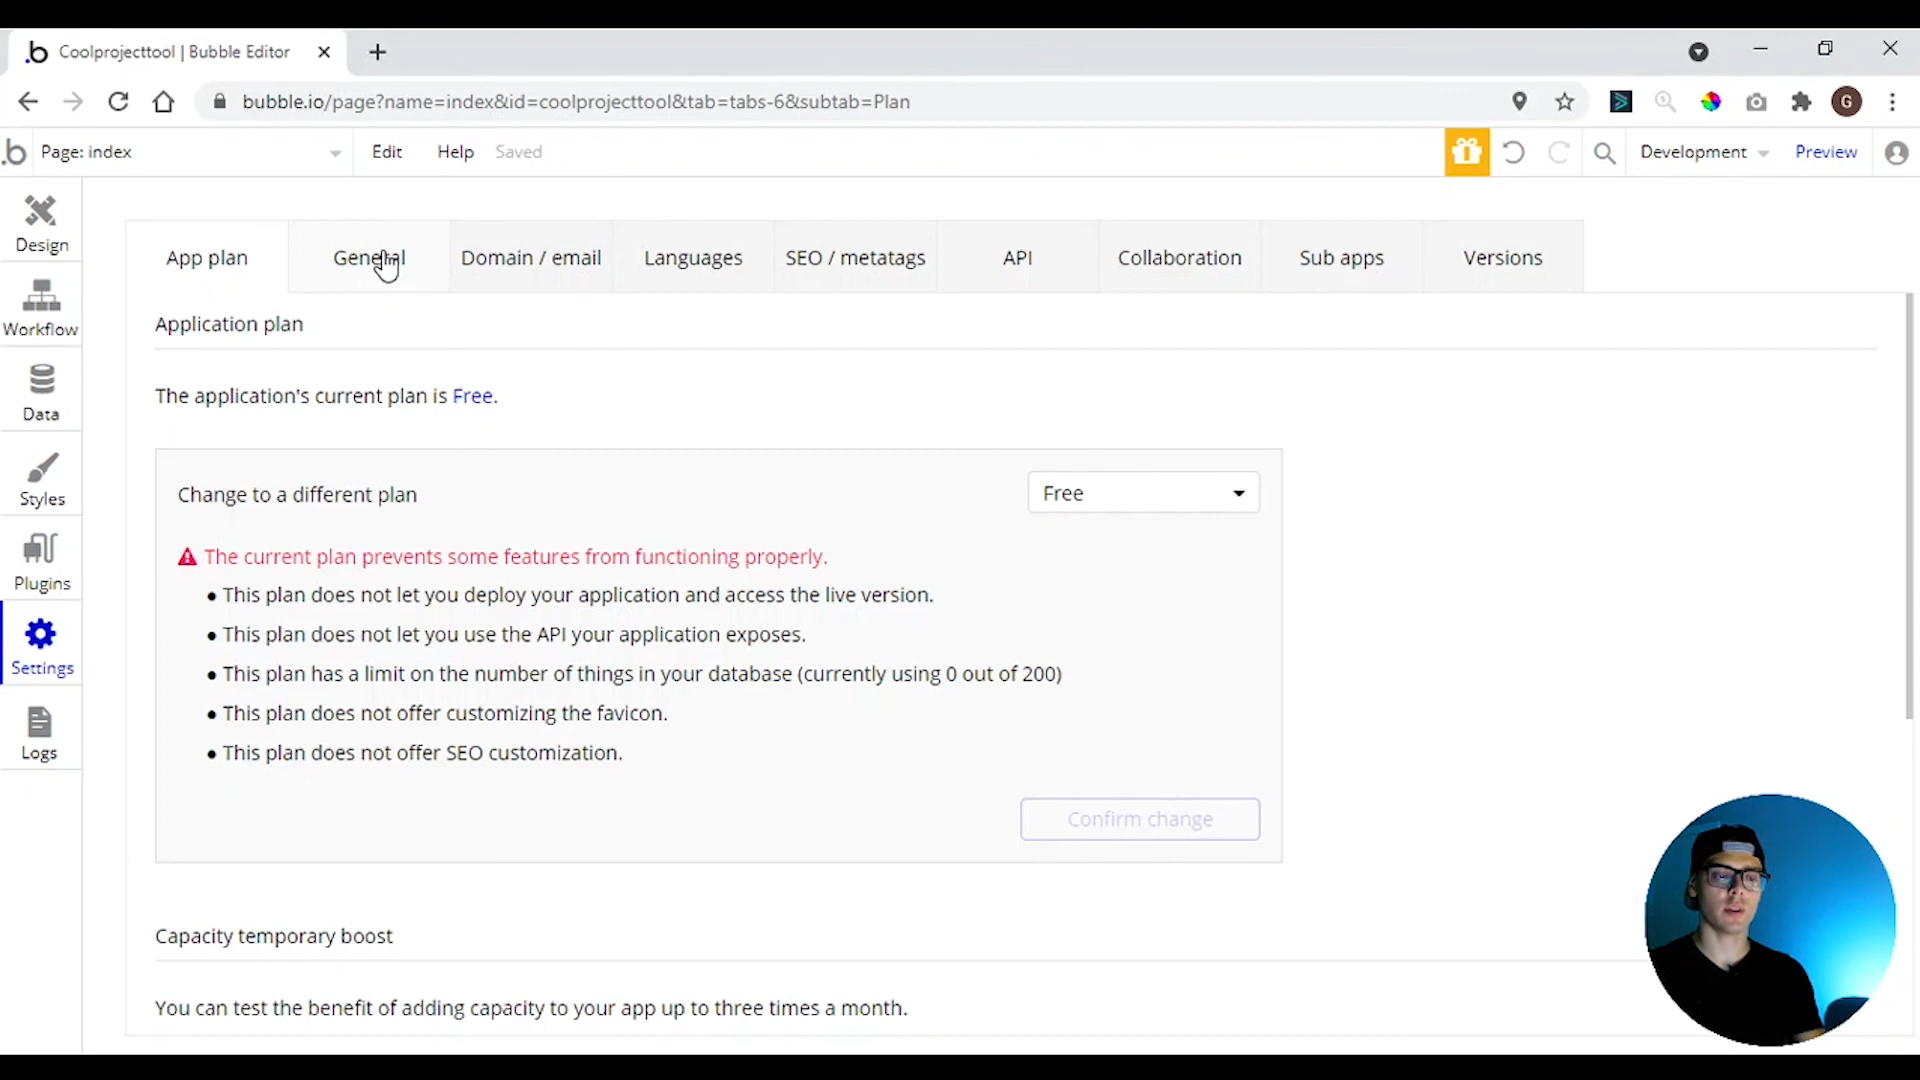 Coolprojecttool | Bubble Editor
bubble.io/page?name=index&id=coolprojecttool&tab=tabs-6&subtab=Plan
G
.b Page: index Edit Help Saved Development Preview
Design
Workflow
Data
Styles
Plugins
Settings
Logs
App plan General Domain / email Languages SEO / metatags API Collaboration Sub apps Versions
Application plan
The application's current plan is Free.
Change to a different plan Free
The current plan prevents some features from functioning properly.
• This plan does not let you deploy your application and access the live version.
• This plan does not let you use the API your application exposes.
• This plan has a limit on the number of things in your database (currently using 0 out of 200)
• This plan does not offer customizing the favicon.
• This plan does not offer SEO customization.
Confirm change
Capacity temporary boost
You can test the benefit of adding capacity to your app up to three times a month.